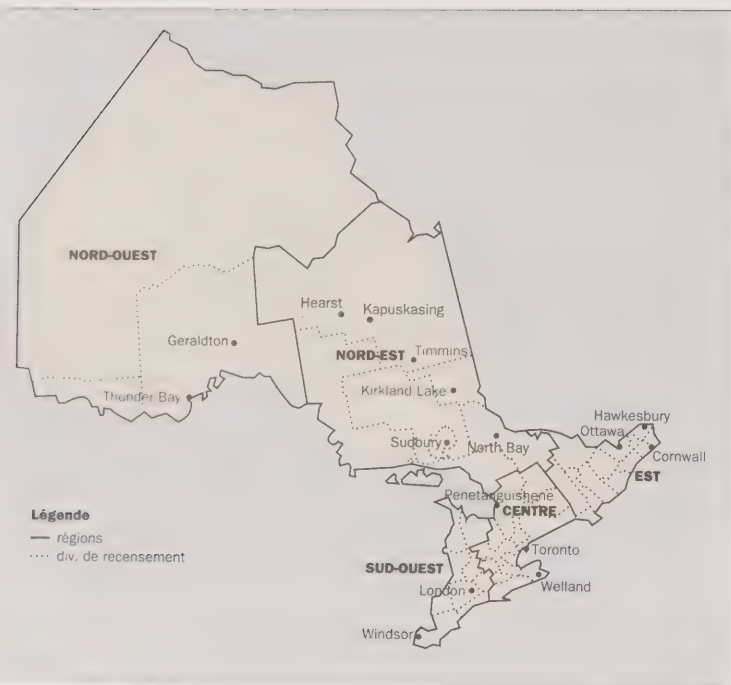 NORD-OUEST
Hearst
Kapuskasing
Geraldton
NORD-EST
Timmins
Thunder Bay
Kirkland Lake
Hawkesbury
Ottawa
Sudbury
North Bay
Cornwall
EST
Penetanguishene
CENTRE
Légende
régions
div. de recensement
Toronto
SUD-OUEST
Welland
London
Windsor